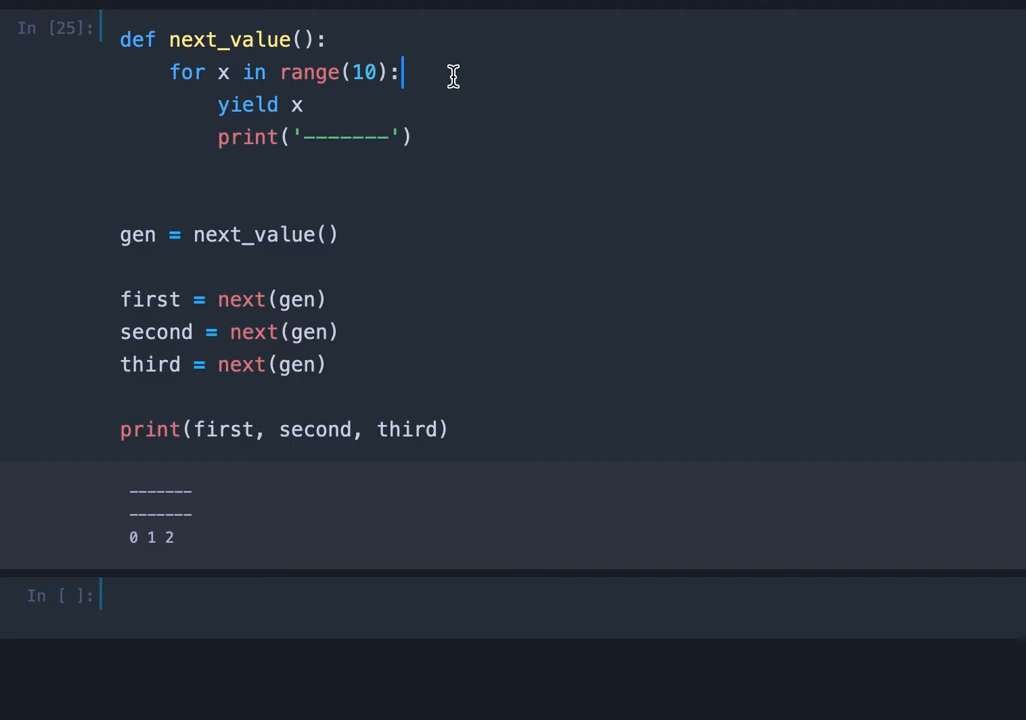 In [25]:
def next_value():
    for x in range(10):
        yield x
        print('-------')
gen = next_value()
first = next(gen)
second = next(gen)
third = next(gen)
print(first, second, third)
-------
-------
0 1 2
In [ ]: